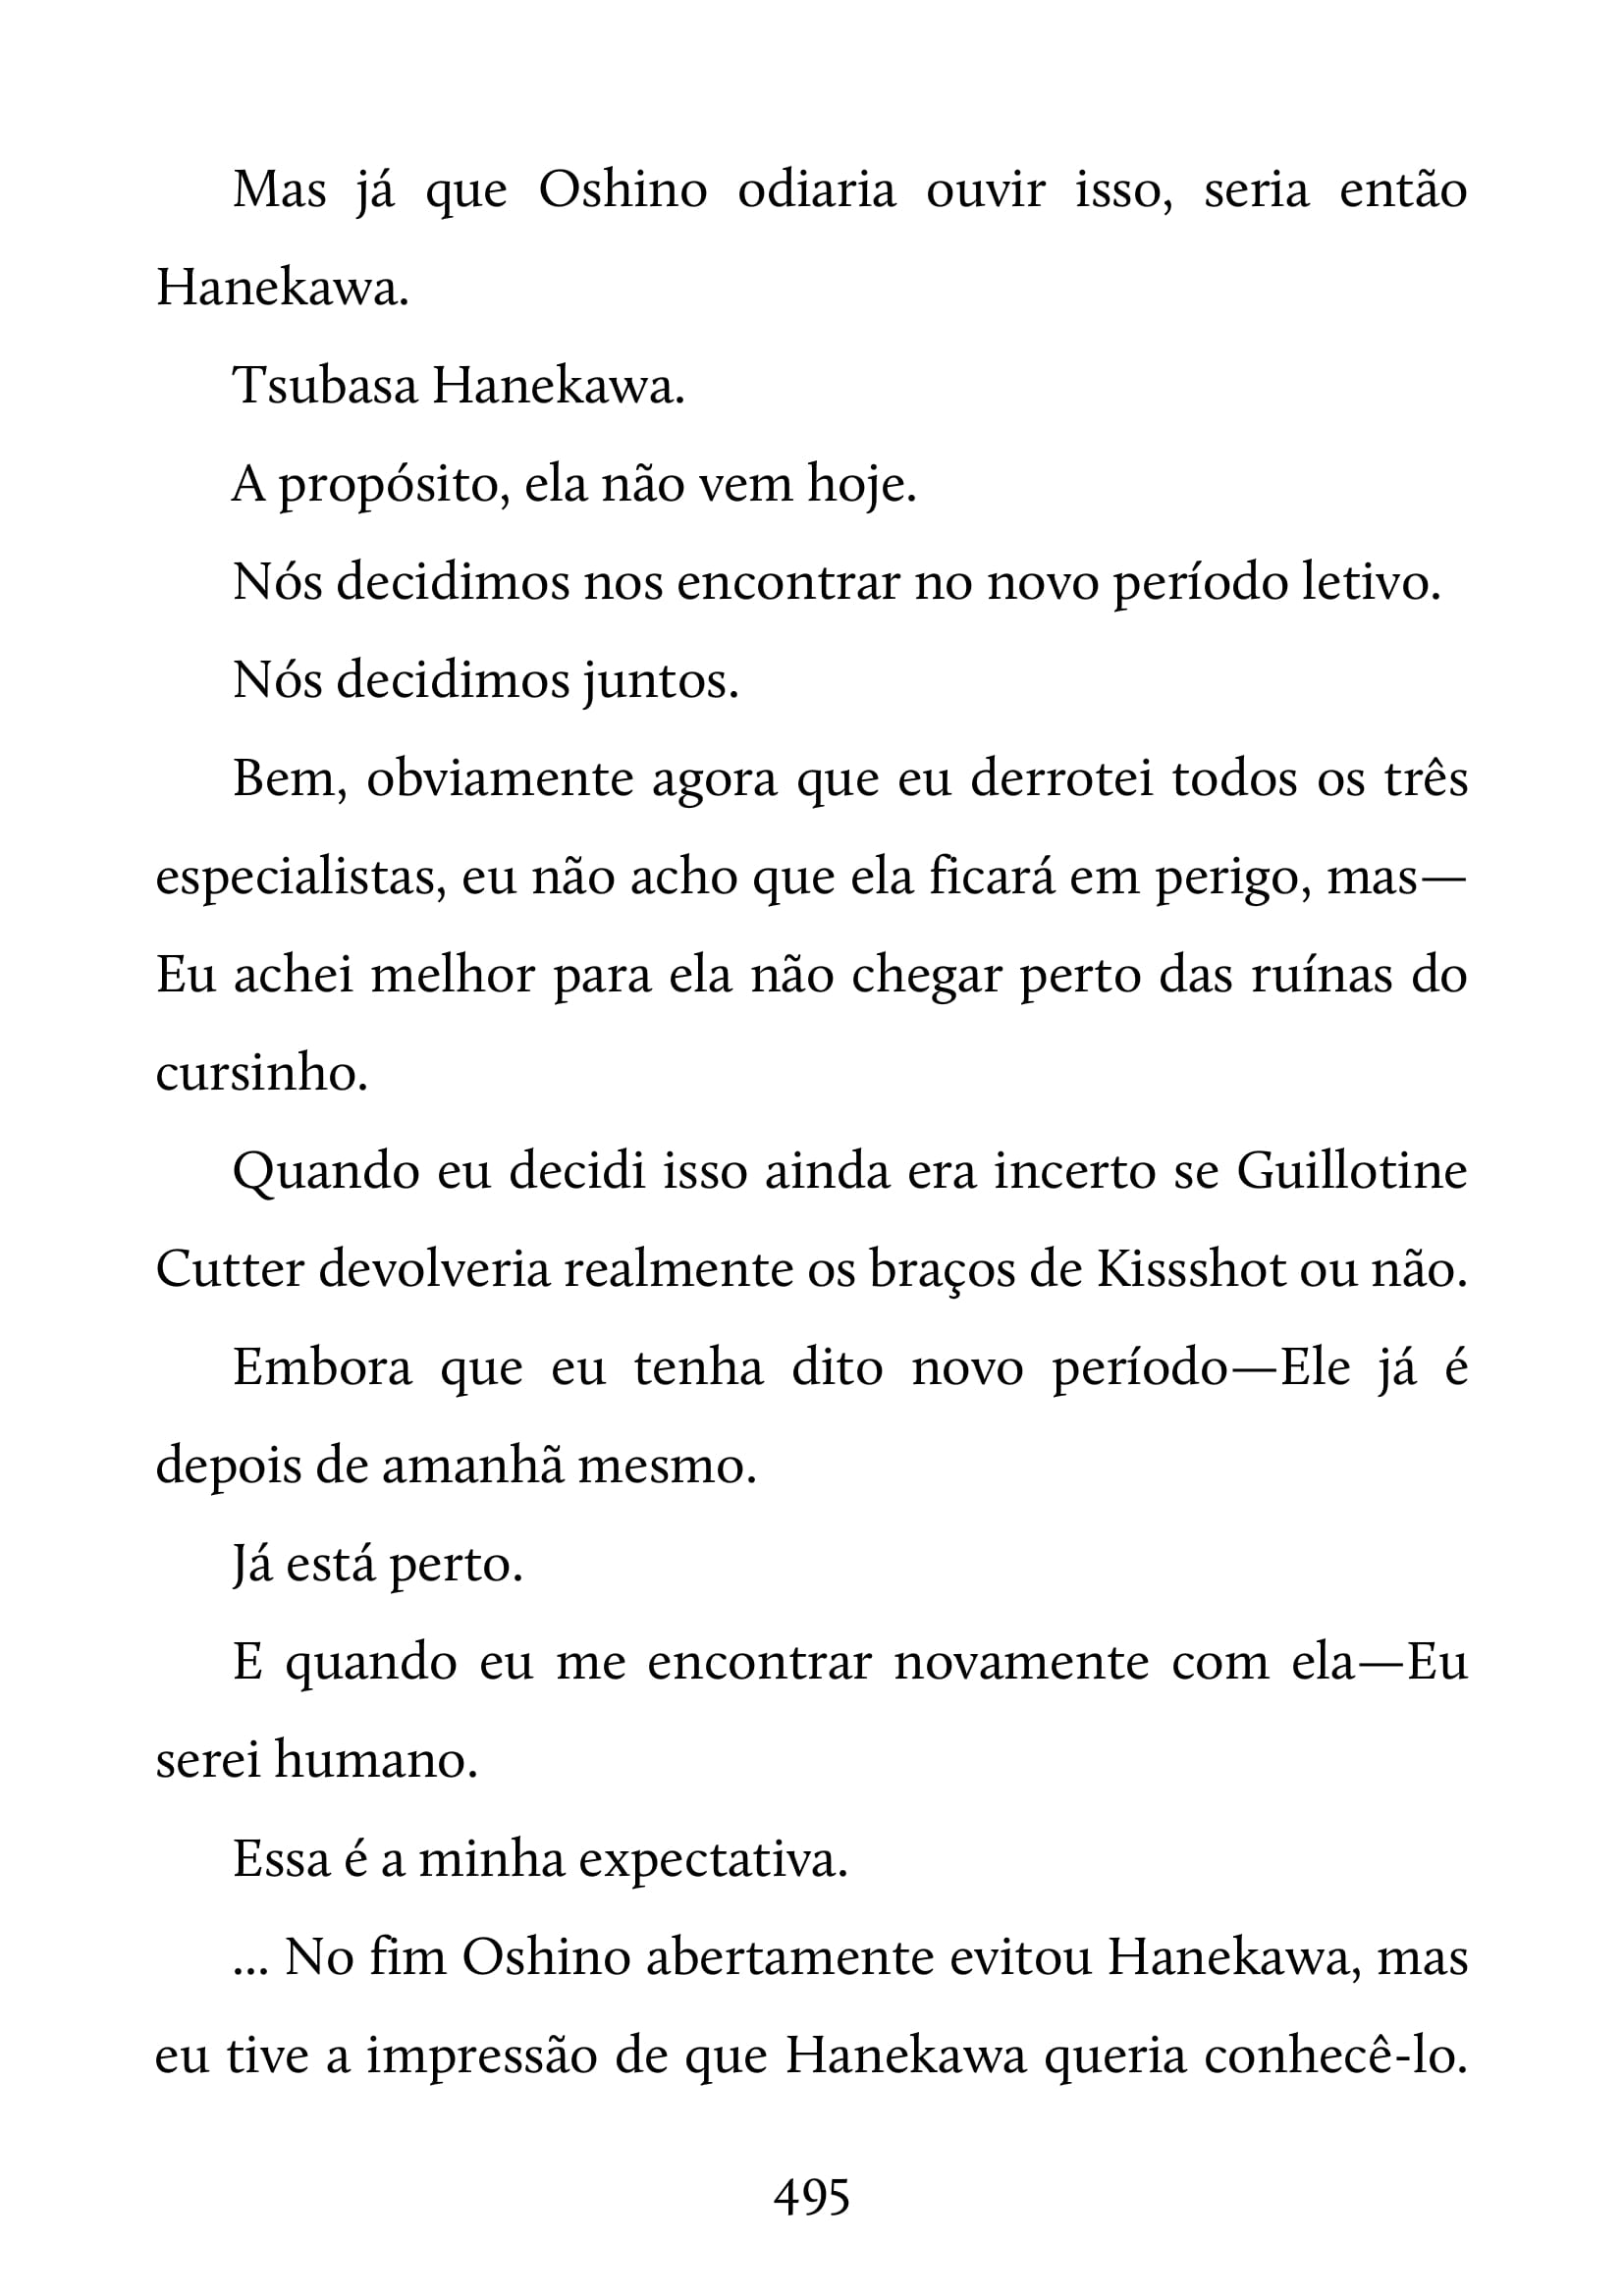 Mas já que Oshino odiaria ouvir isso, seria então
Hanekawa.
Tsubasa Hanekawa.
A propósito, ela não vem hoje.
Nós decidimos nos encontrar no novo período letivo.
Nós decidimos juntos.
Bem, obviamente agora que eu derrotei todos os três
especialistas, eu não acho que ela ficará em perigo, mas—
Eu achei melhor para ela não chegar perto das ruínas do
cursinho.
Quando eu decidi isso ainda era incerto se Guillotine
Cutter devolveria realmente os braços de Kissshot ou não.
Embora que eu tenha dito novo período—Ele já é
depois de amanhã mesmo.
Já está perto.
E quando eu me encontrar novamente com ela—Eu
serei humano.
Essa é a minha expectativa.
... No fim Oshino abertamente evitou Hanekawa, mas
eu tive a impressão de que Hanekawa queria conhecê-lo.
495